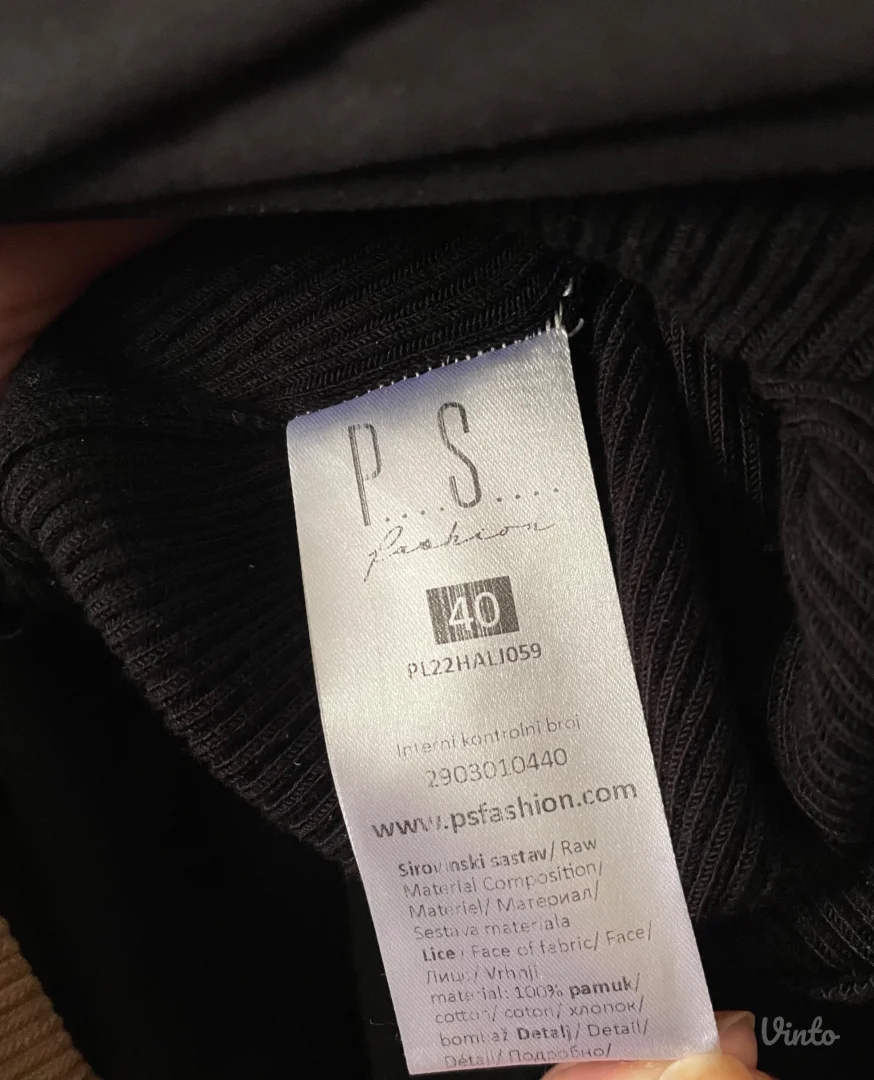 P....S....
fashion
40
PL22HALJ059
Interni kontrolni broj
2903010440
www.psfashion.com
Sirovinski sastav/ Raw
Material Composition/
Materiel/ Материал/
Sestava materiala
Lice / Face of fabric/ Face/
Лице/ Vrhnji
material: 100% pamuk/
cotton/ coton/ хлопок/
bombaž Detalj/ Detail/
Détail/ Подробно/
Vinto